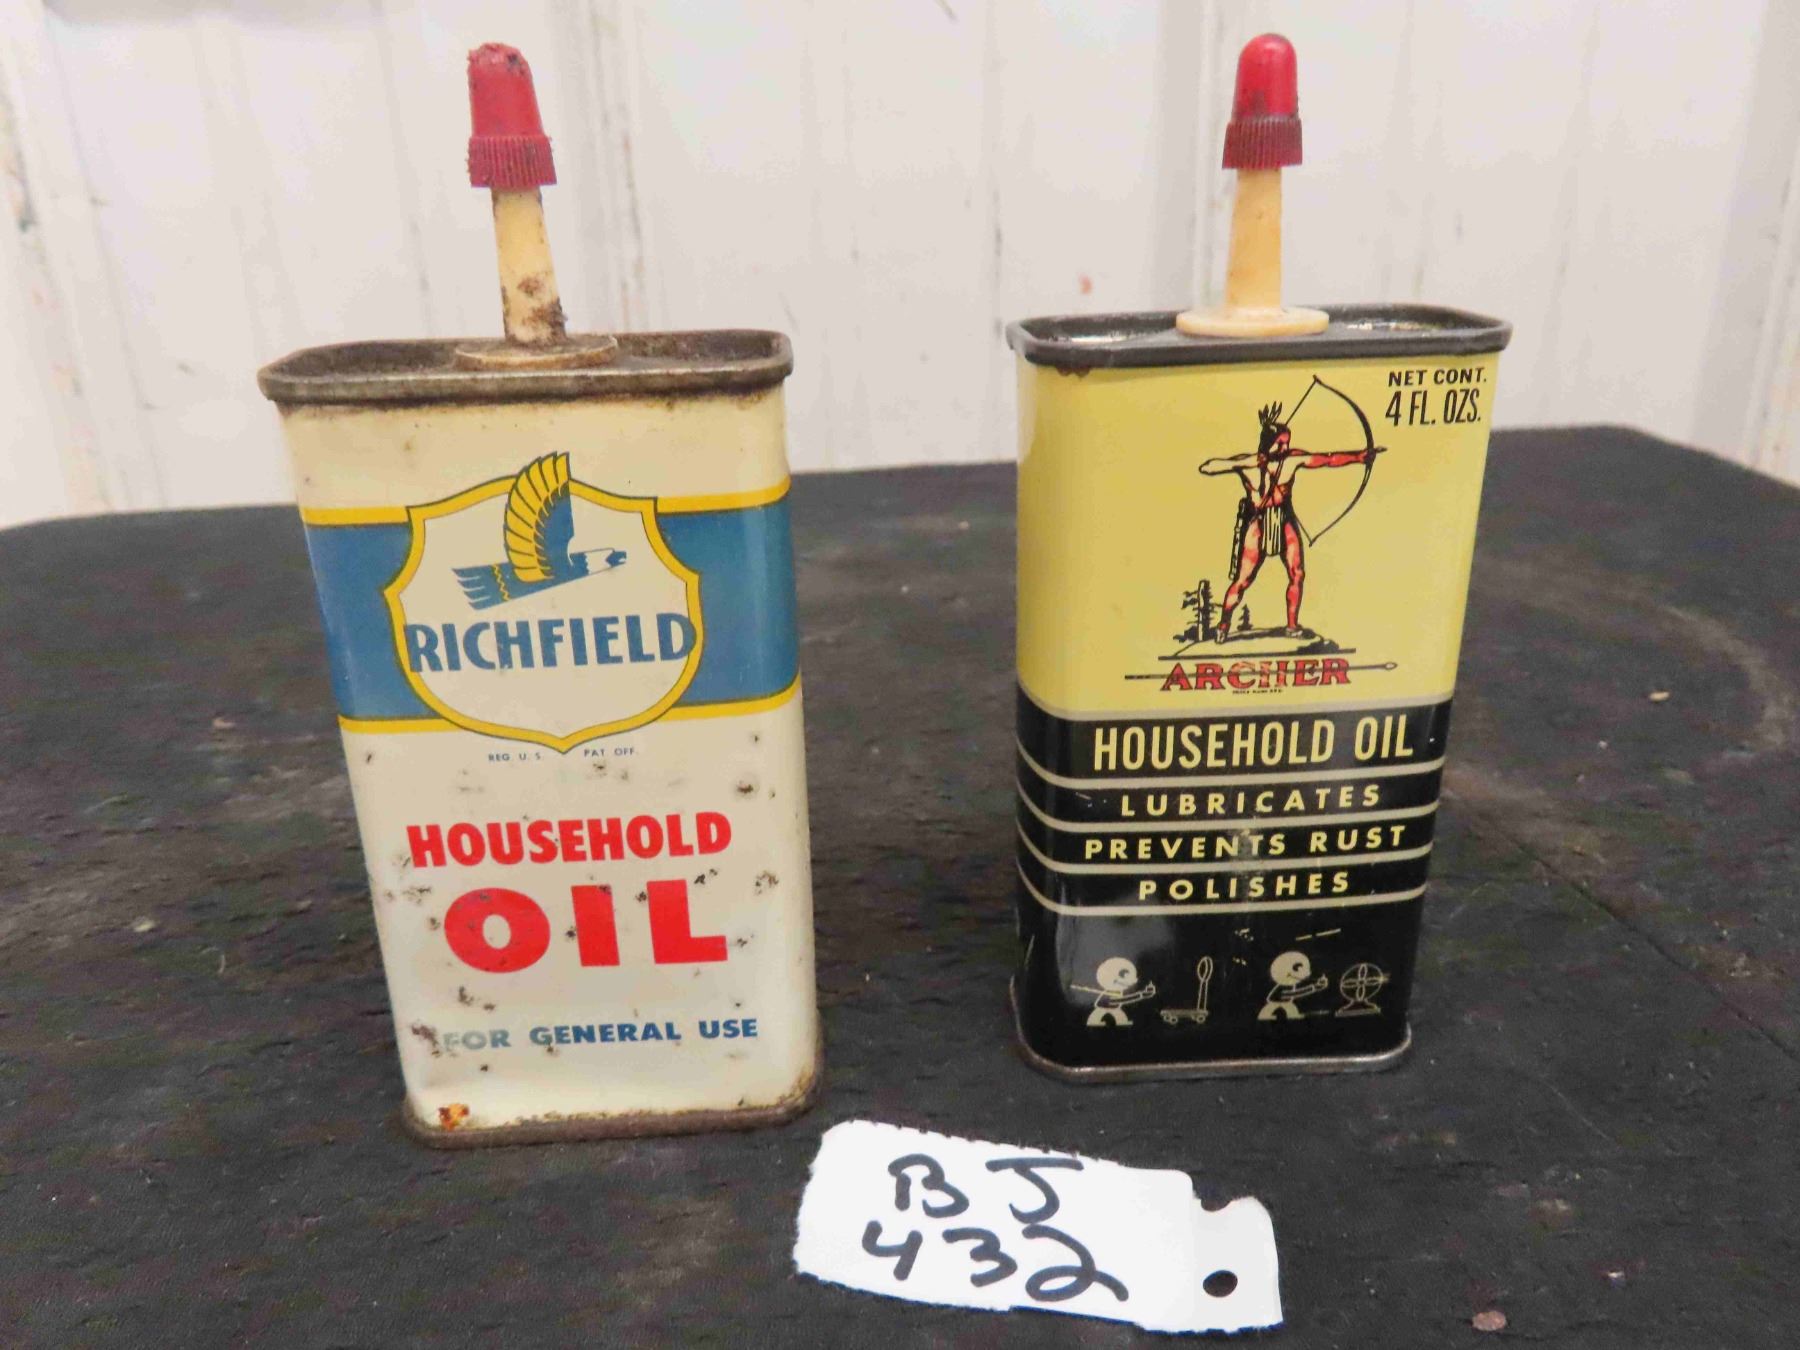 RICHFIELD
REG. U. S. PAT. OFF.
HOUSEHOLD
OIL
FOR GENERAL USE
NET CONT.
4 FL. OZS.
ARCHER
HOUSEHOLD OIL
LUBRICATES
PREVENTS RUST
POLISHES
BJ
432